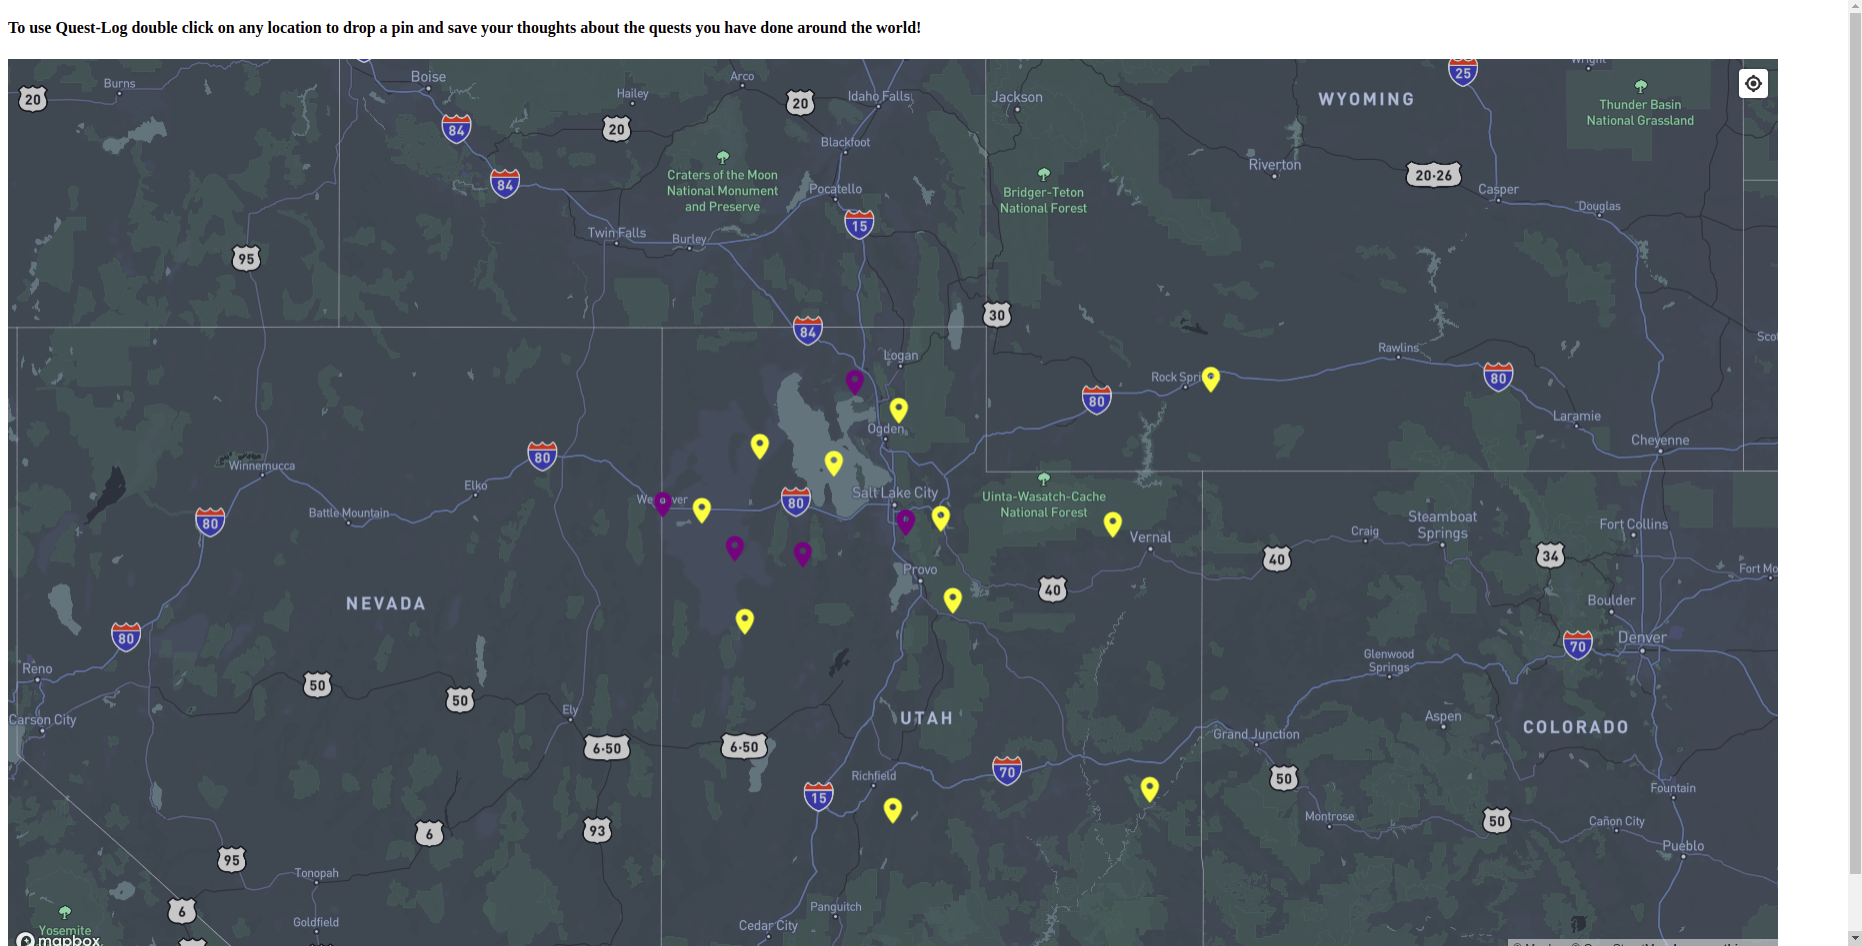 To use Quest-Log double click on any location to drop a pin and save your thoughts about the quests you have done around the world!
Burns
Boise
Arco
Hailey
20
20
20
84
Idaho Falls
Jackson
WYOMING
25
Thunder Basin
National Grassland
Blackfoot
84
Craters of the Moon
National Monument
and Preserve
Pocatello
Bridger-Teton
National Forest
Riverton
20-26
Casper
Douglas
15
Twin Falls
Burley
95
30
84
Logan
Rawlins
Rock
80
80
Laramie
Cheyenne
Ogden
Winnemucca
80
Elko
Battle Mountain
80
80
Salt Lake City
Uinta-Wasatch-Cache
National Forest
Vernal
Craig
Steamboat
Springs
Fort Collins
34
40
40
Provo
Boulder
NEVADA
80
Denver
70
Reno
Glenwood
Springs
50
50
Carson City
Ely
UTAH
Aspen
COLORADO
Grand Junction
6-50
6-50
Richfield
70
50
15
Fountain
Montrose
50
Cañon City
6
93
95
Pueblo
Tonopah
Panguitch
6
Goldfield
Cedar City
Yosemite
mapbox